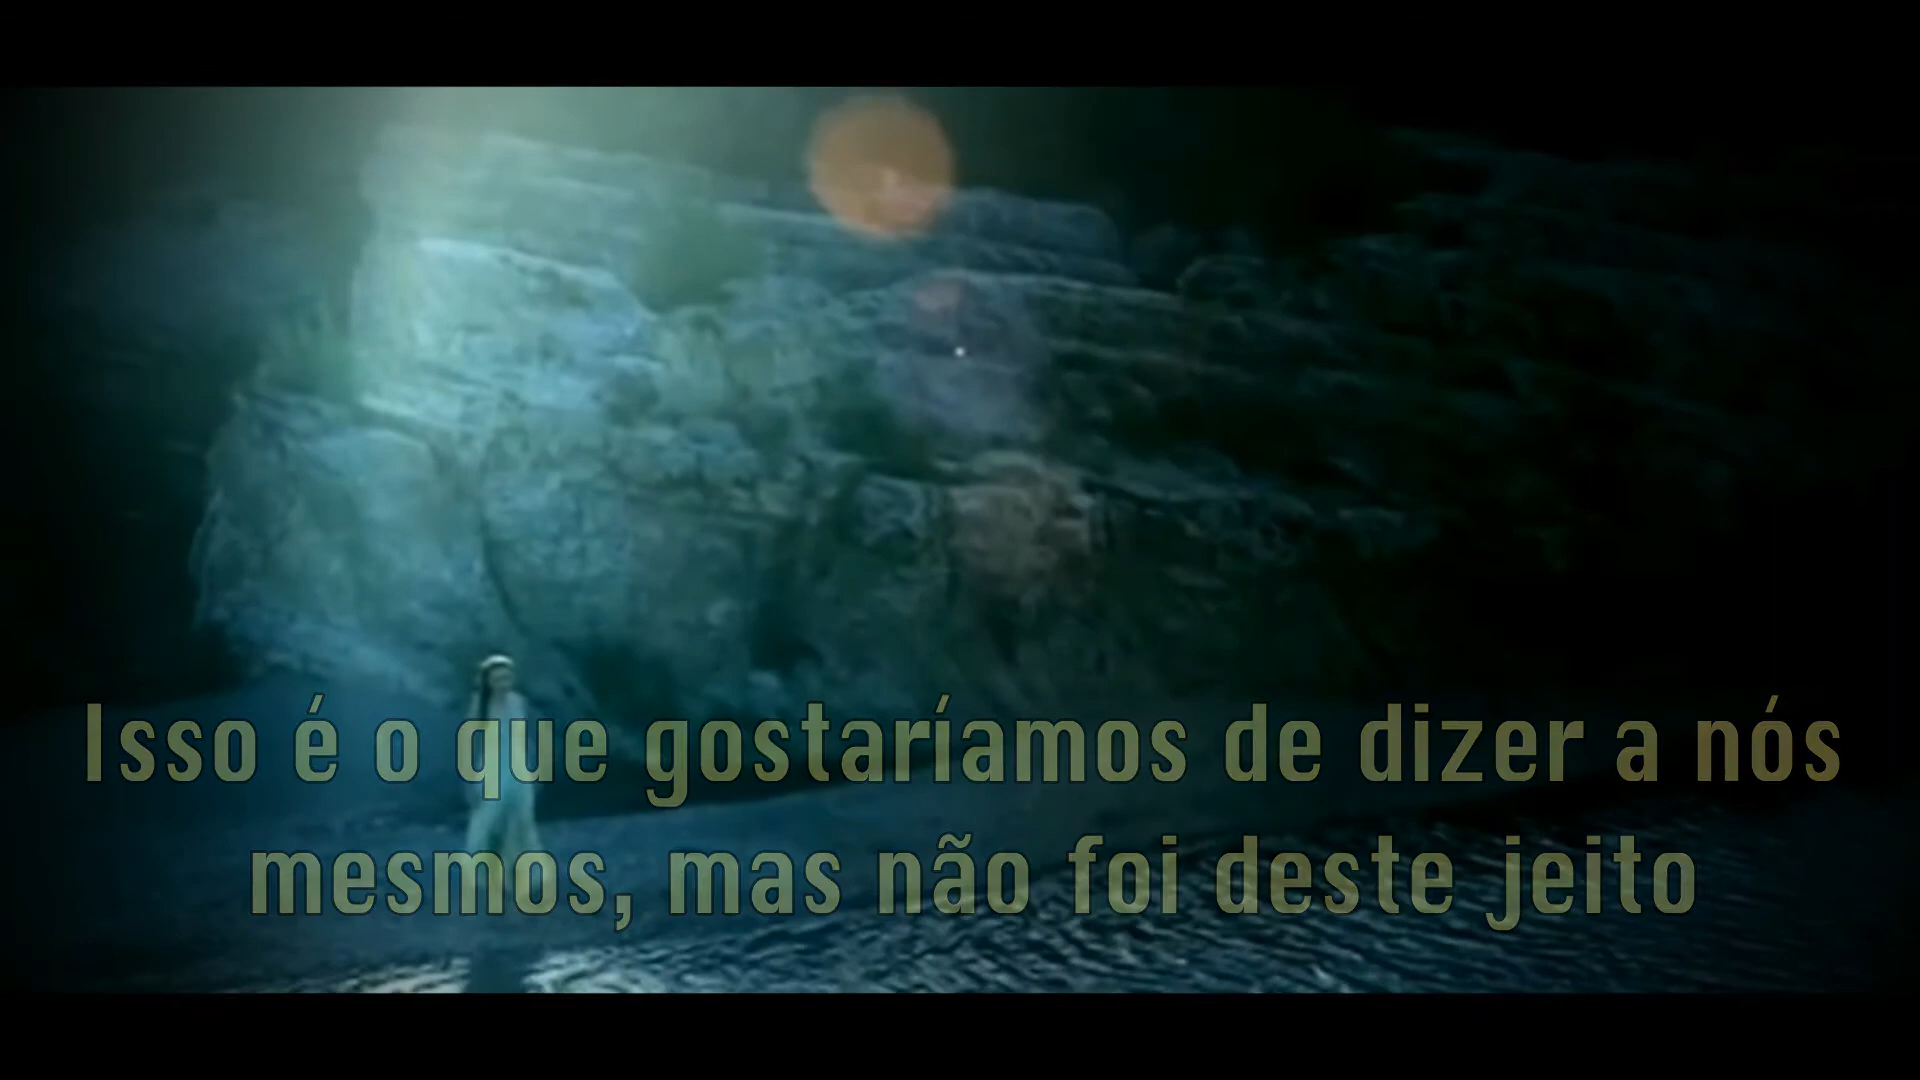 Isso é o que gostaríamos de dizer a nós
mesmos, mas não foi deste jeito